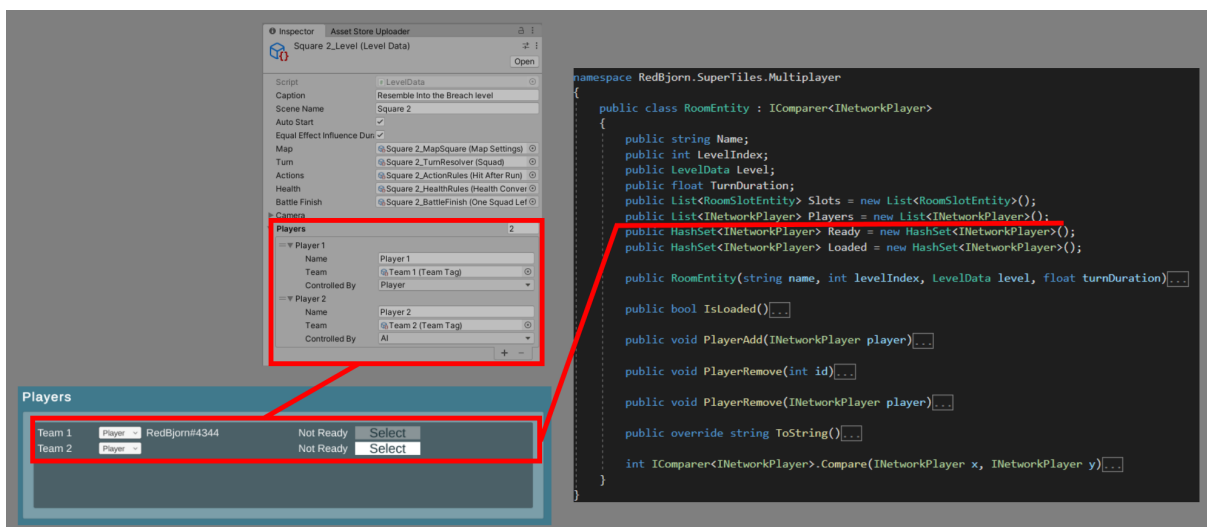 Inspector Asset Store Uploader
Square 2_Level (Level Data)
Open
Script LevelData
Caption Resemble Into the Breach level
Scene Name Square 2
Auto Start
Equal Effect Influence Dura
Map Square 2_MapSquare (Map Settings)
Turn Square 2_TurnResolver (Squad)
Actions Square 2_ActionRules (Hit After Run)
Health Square 2_HealthRules (Health Conver
Battle Finish Square 2_BattleFinish (One Squad Lef
Camera
Players 2
Player 1
Name Player 1
Team Team 1 (Team Tag)
Controlled By Player
Player 2
Name Player 2
Team Team 2 (Team Tag)
Controlled By AI
+ -
Players
Team 1 Player RedBjorn#4344 Not Ready Select
Team 2 Player Not Ready Select
namespace RedBjorn.SuperTiles.Multiplayer
{
public class RoomEntity : IComparer<INetworkPlayer>
{
public string Name;
public int LevelIndex;
public LevelData Level;
public float TurnDuration;
public List<RoomSlotEntity> Slots = new List<RoomSlotEntity>();
public List<INetworkPlayer> Players = new List<INetworkPlayer>();
public HashSet<INetworkPlayer> Ready = new HashSet<INetworkPlayer>();
public HashSet<INetworkPlayer> Loaded = new HashSet<INetworkPlayer>();
public RoomEntity(string name, int levelIndex, LevelData level, float turnDuration)...
public bool IsLoaded()...
public void PlayerAdd(INetworkPlayer player)...
public void PlayerRemove(int id)...
public void PlayerRemove(INetworkPlayer player)...
public override string ToString()...
int IComparer<INetworkPlayer>.Compare(INetworkPlayer x, INetworkPlayer y)...
}
}